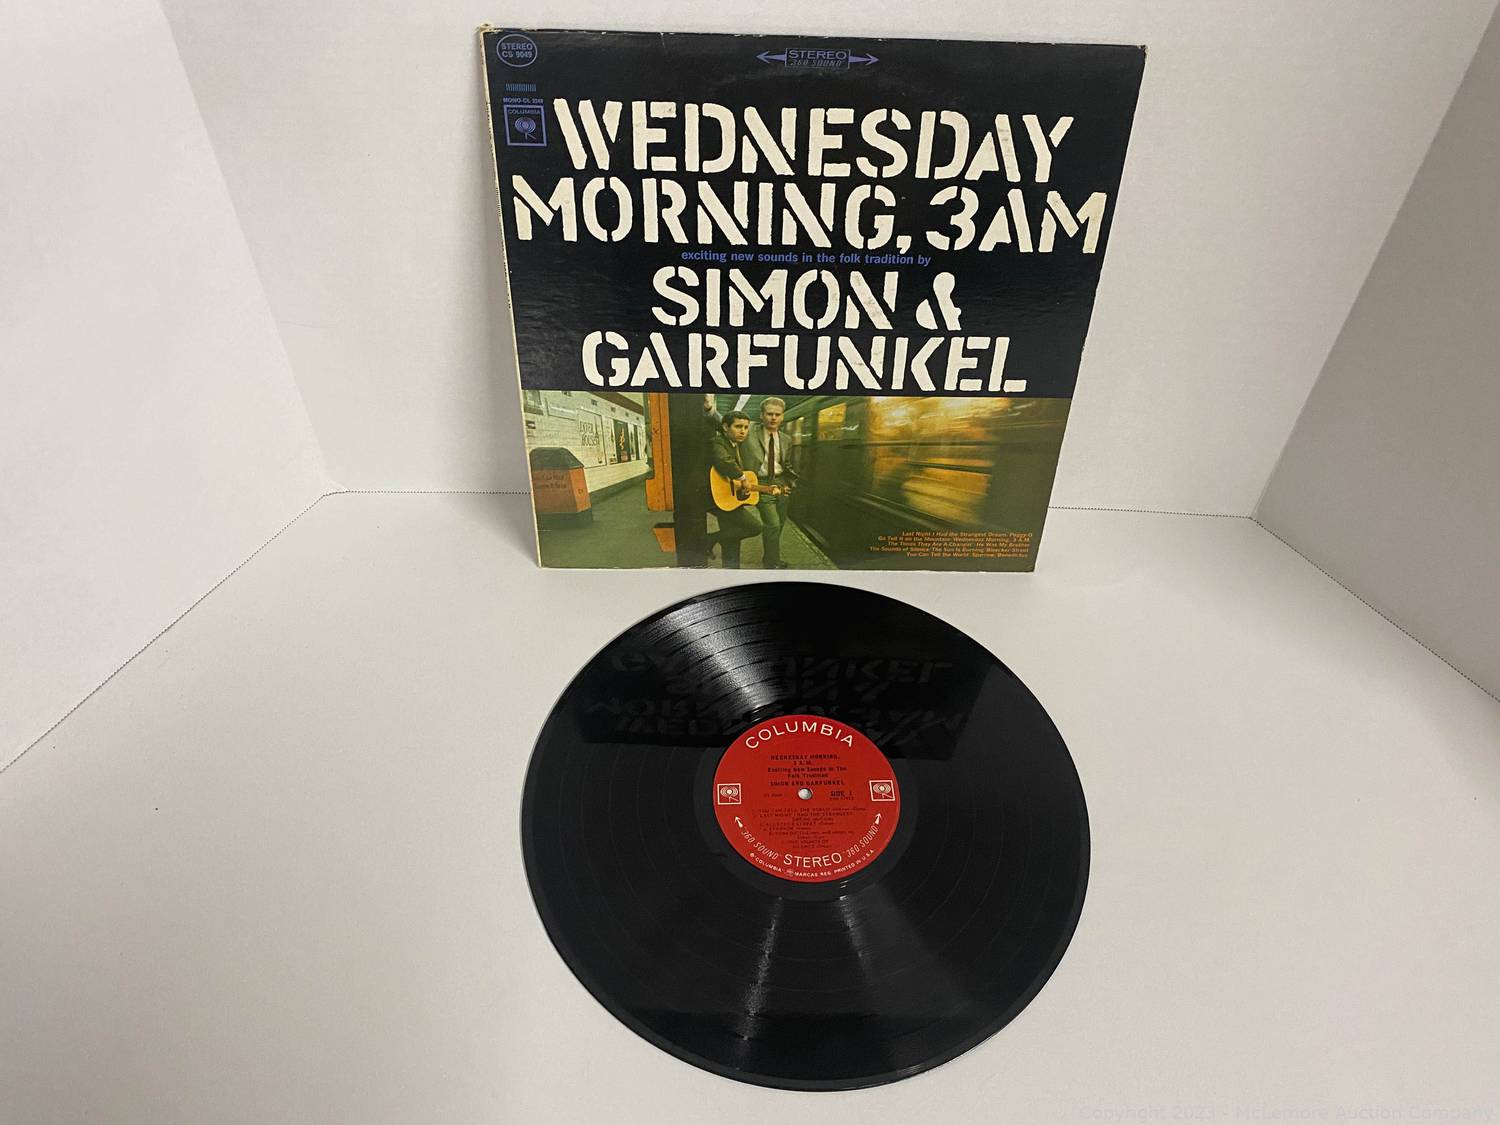 STEREO
CS 9049
STEREO
360 SOUND
MONO-CL 2249
COLUMBIA
WEDNESDAY
MORNING, 3AM
exciting new sounds in the folk tradition by
SIMON &
GARFUNKEL
Last Night I Had the Strangest Dream · Peggy-O
Go Tell It on the Mountain · Wednesday Morning, 3 A.M.
The Times They Are A-Changin' · He Was My Brother
The Sounds of Silence · The Sun Is Burning · Bleecker Street
You Can Tell the World · Sparrow · Benedictus
COLUMBIA
WEDNESDAY MORNING,
3 A.M.
Exciting New Sounds In The
Folk Tradition
SIMON AND GARFUNKEL
SIDE 1
"360 SOUND" STEREO "360 SOUND"
® COLUMBIA MARCAS REG. PRINTED IN U.S.A.
Copyright 2023 - McLemore Auction Company